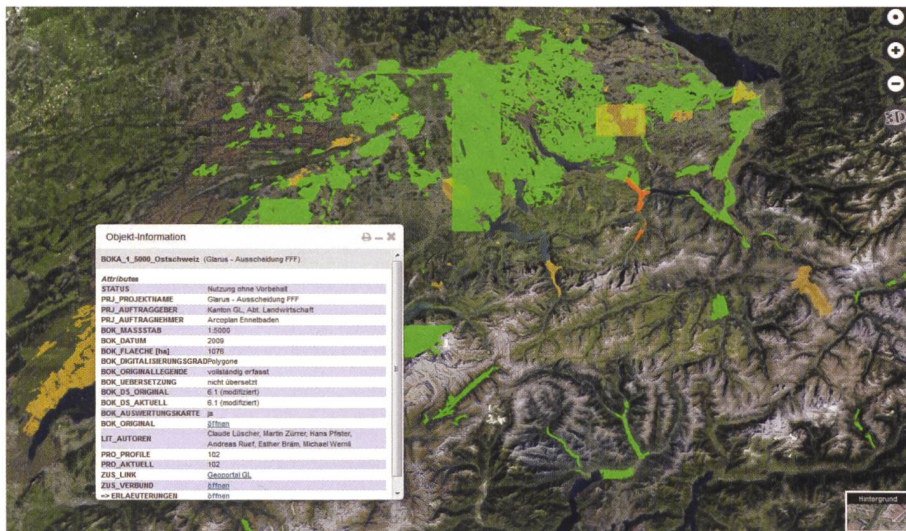 Objekt-Information
BOKA_1_5000_Ostschweiz (Glarus - Ausscheidung FFF)
Attributes
STATUS Nutzung ohne Vorbehalt
PRJ_PROJEKTNAME Glarus - Ausscheidung FFF
PRJ_AUFTRAGGEBER Kanton GL, Abt. Landwirtschaft
PRJ_AUFTRAGNEHMER Arcoplan Ennetbaden
BOK_MASSSTAB 1:5000
BOK_DATUM 2009
BOK_FLAECHE [ha] 1076
BOK_DIGITALISIERUNGSGRAD Polygone
BOK_ORIGINALLEGENDE vollständig erfasst
BOK_UEBERSETZUNG nicht übersetzt
BOK_DS_ORIGINAL 6.1 (modifiziert)
BOK_DS_AKTUELL 6.1 (modifiziert)
BOK_AUSWERTUNGSKARTE ja
BOK_ORIGINAL öffnen
LIT_AUTOREN Claude Lüscher, Martin Zürrer, Hans Pfister,
Andreas Ruef, Esther Bräm, Michael Wernli
PRO_PROFILE 102
PRO_AKTUELL 102
ZUS_LINK Geoportal GL
ZUS_VERBUND öffnen
=> ERLAEUTERUNGEN öffnen
Hintergrund